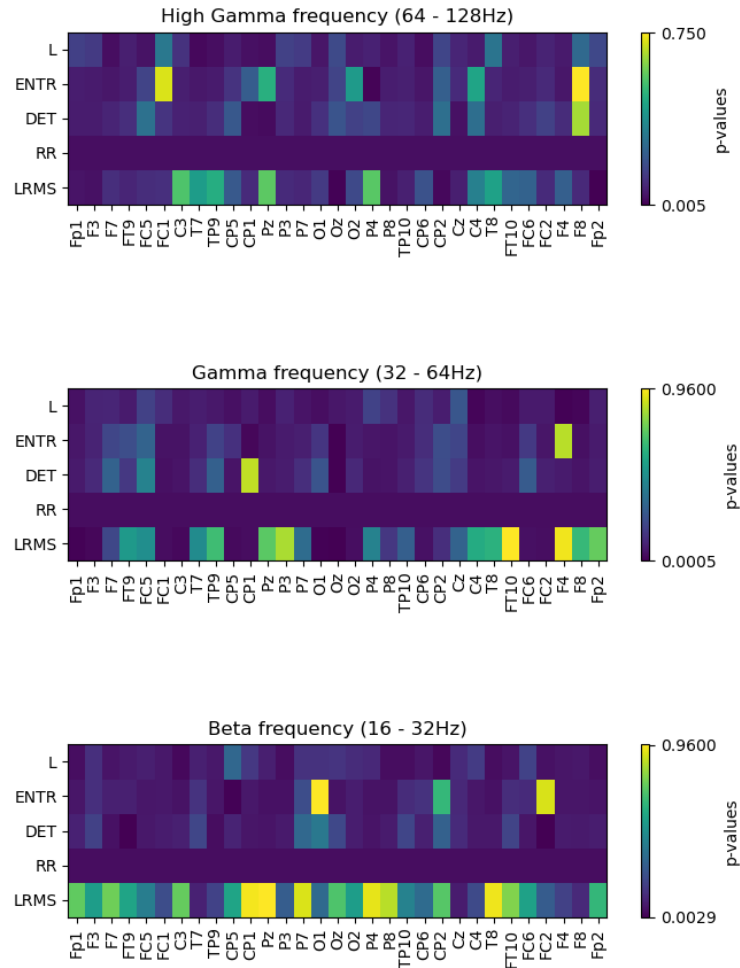 High Gamma frequency (64 - 128Hz)
L
ENTR
DET
RR
LRMS
Fp1 F3 F7 FT9 FC5 FC1 C3 T7 TP9 CP5 CP1 Pz P3 P7 O1 Oz O2 P4 P8 TP10 CP6 CP2 Cz C4 T8 FT10 FC6 FC2 F4 F8 Fp2
0.750
0.005
p-values
Gamma frequency (32 - 64Hz)
L
ENTR
DET
RR
LRMS
Fp1 F3 F7 FT9 FC5 FC1 C3 T7 TP9 CP5 CP1 Pz P3 P7 O1 Oz O2 P4 P8 TP10 CP6 CP2 Cz C4 T8 FT10 FC6 FC2 F4 F8 Fp2
0.9600
0.0005
p-values
Beta frequency (16 - 32Hz)
L
ENTR
DET
RR
LRMS
Fp1 F3 F7 FT9 FC5 FC1 C3 T7 TP9 CP5 CP1 Pz P3 P7 O1 Oz O2 P4 P8 TP10 CP6 CP2 Cz C4 T8 FT10 FC6 FC2 F4 F8 Fp2
0.9600
0.0029
p-values